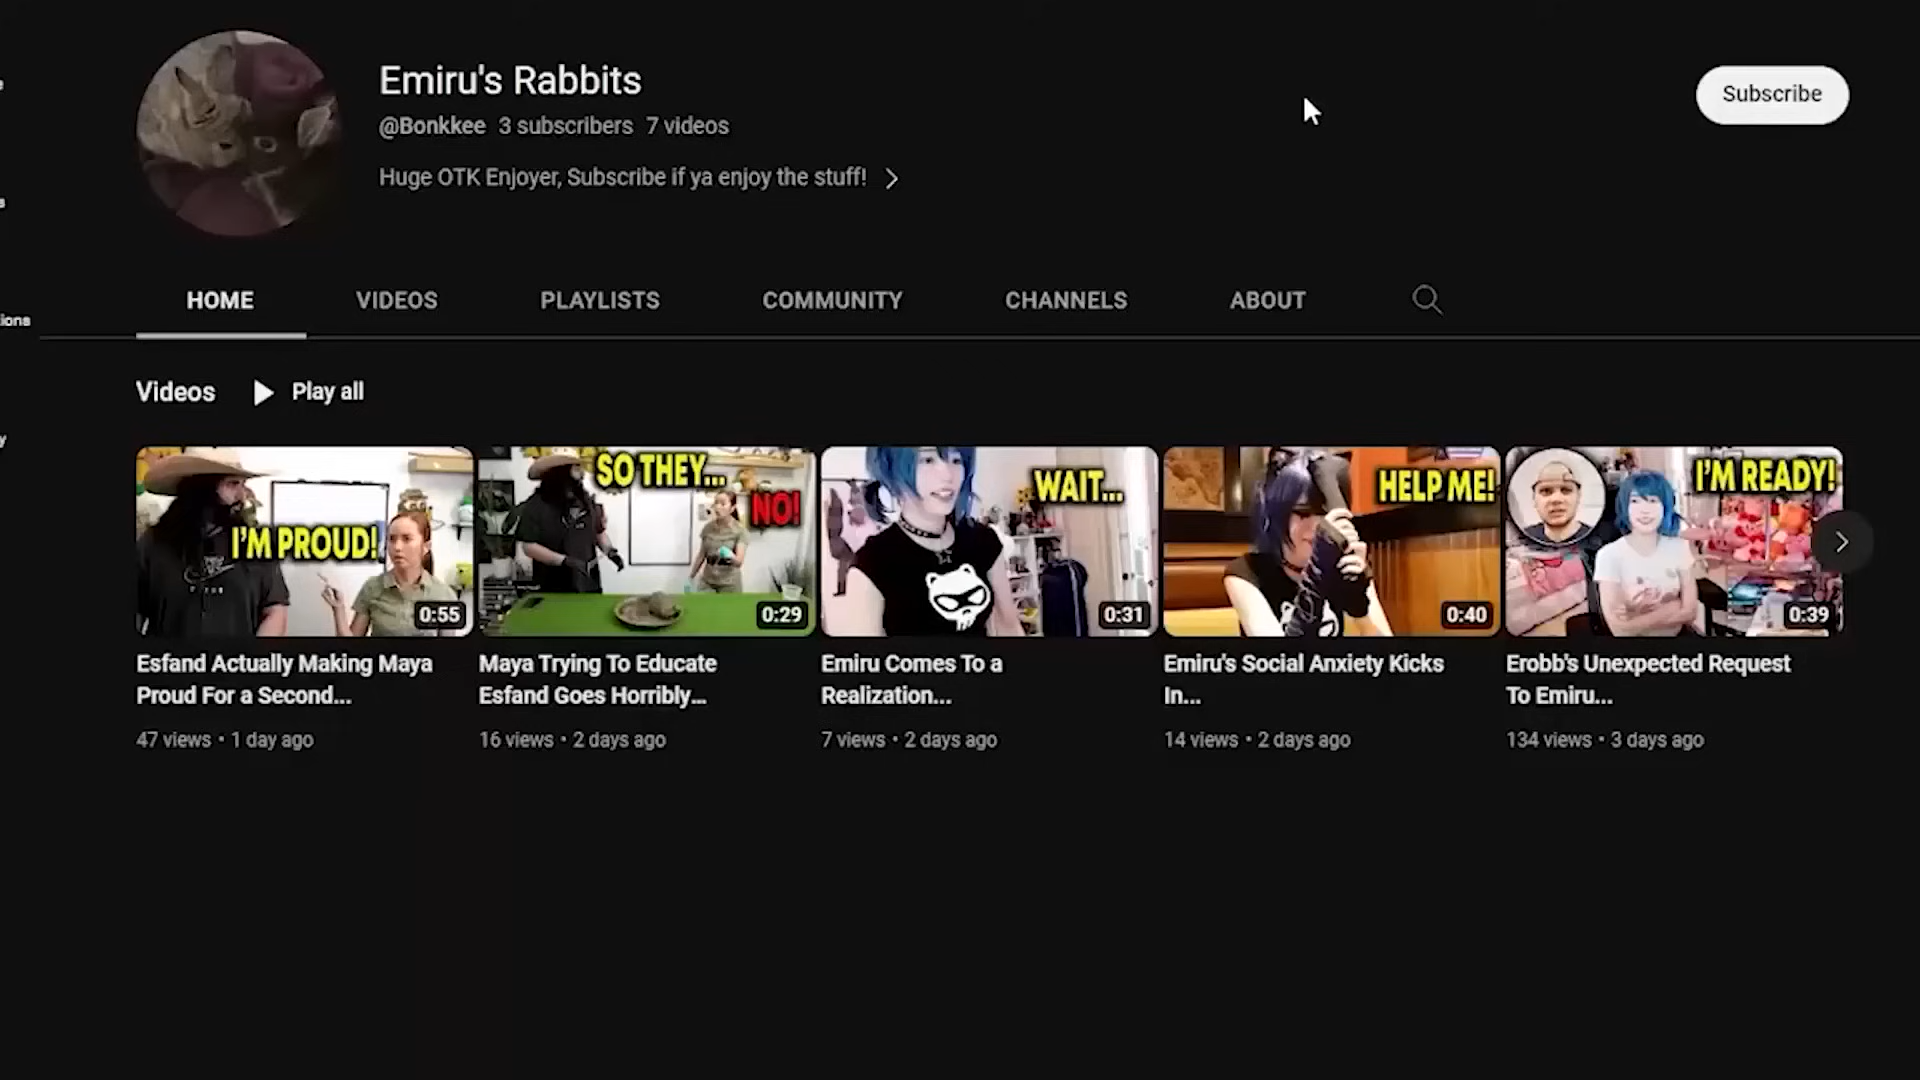 Emiru's Rabbits
Subscribe
@Bonkkee 3 subscribers 7 videos
Huge OTK Enjoyer, Subscribe if ya enjoy the stuff!
ions
HOME VIDEOS PLAYLISTS COMMUNITY CHANNELS ABOUT
Videos Play all
I'M PROUD!
0:55
SO THEY...
NO!
0:29
WAIT...
0:31
HELP ME!
0:40
I'M READY!
0:39
Esfand Actually Making Maya
Proud For a Second...
47 views • 1 day ago
Maya Trying To Educate
Esfand Goes Horribly...
16 views • 2 days ago
Emiru Comes To a
Realization...
7 views • 2 days ago
Emiru's Social Anxiety Kicks
In...
14 views • 2 days ago
Erobb's Unexpected Request
To Emiru...
134 views • 3 days ago